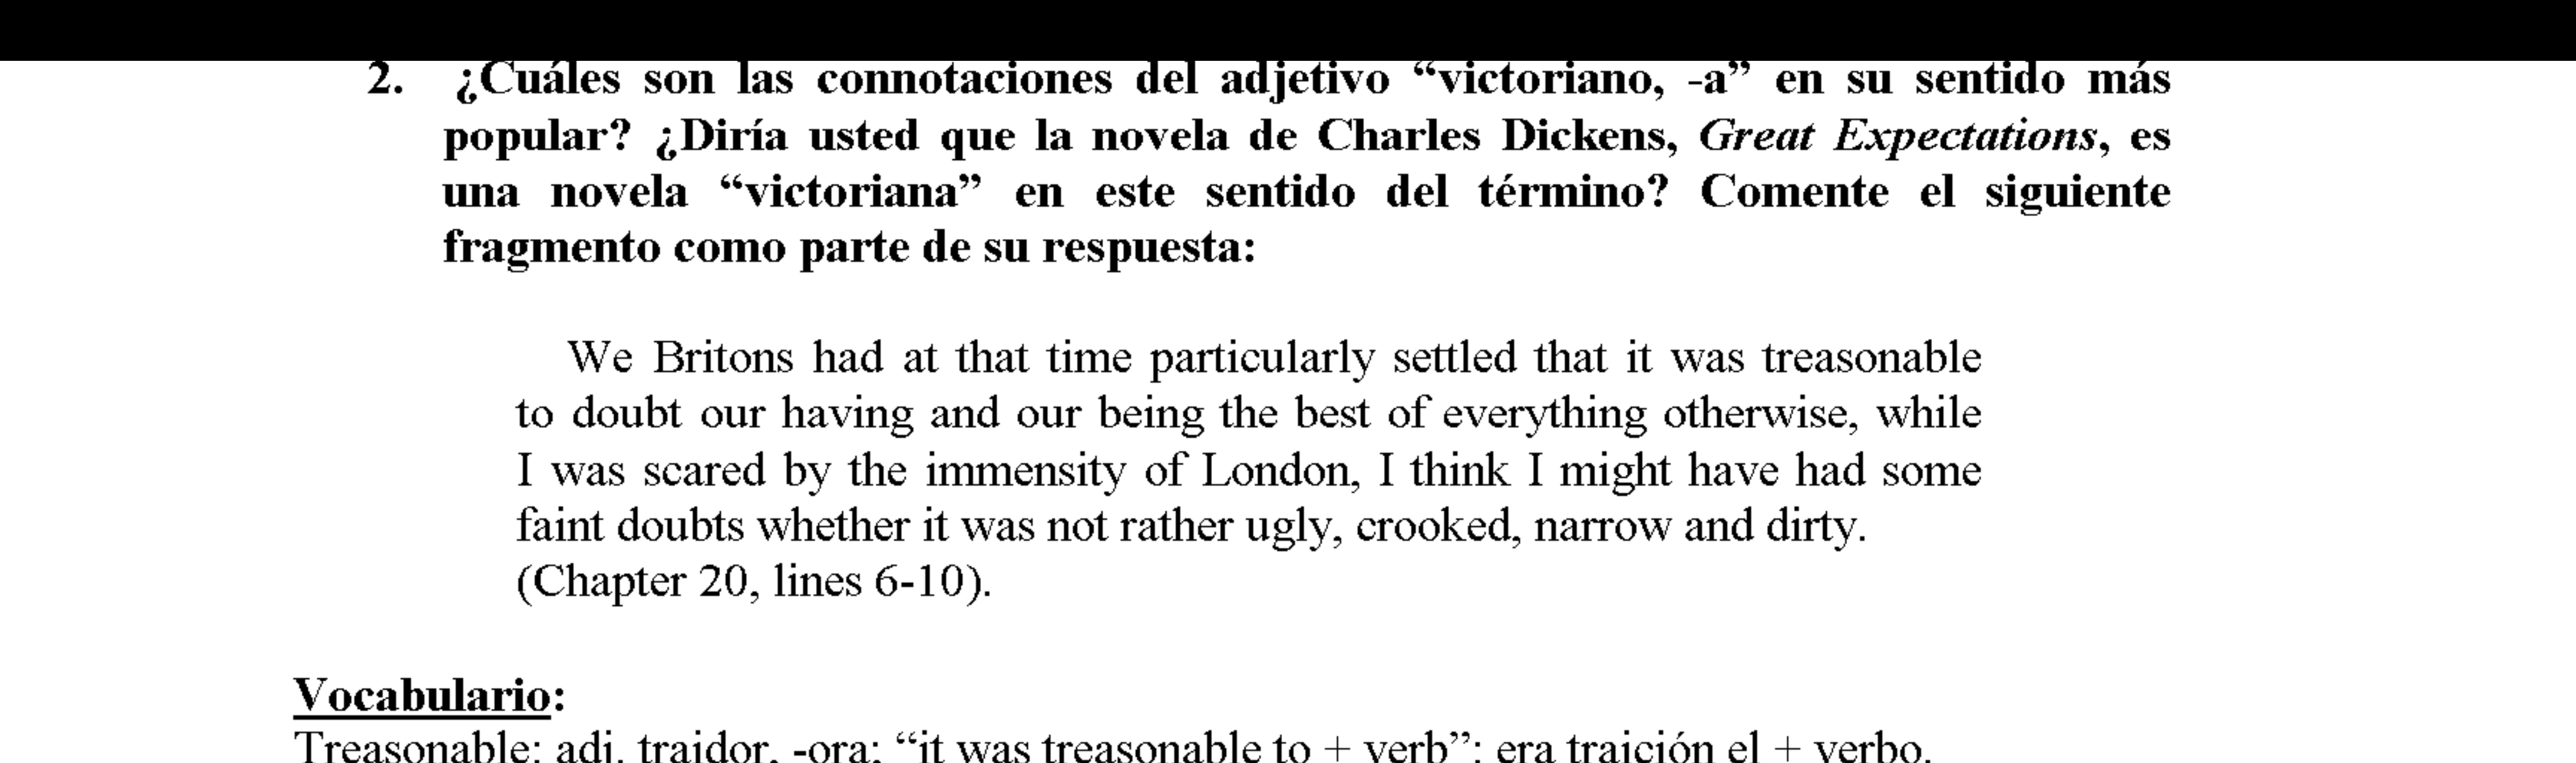 2. ¿Cuáles son las connotaciones del adjetivo “victoriano, -a” en su sentido más
popular? ¿Diría usted que la novela de Charles Dickens, Great Expectations, es
una novela “victoriana” en este sentido del término? Comente el siguiente
fragmento como parte de su respuesta:
We Britons had at that time particularly settled that it was treasonable
to doubt our having and our being the best of everything otherwise, while
I was scared by the immensity of London, I think I might have had some
faint doubts whether it was not rather ugly, crooked, narrow and dirty.
(Chapter 20, lines 6-10).
Vocabulario:
Treasonable: adj. traidor, -ora; “it was treasonable to + verb”: era traición el + verbo.